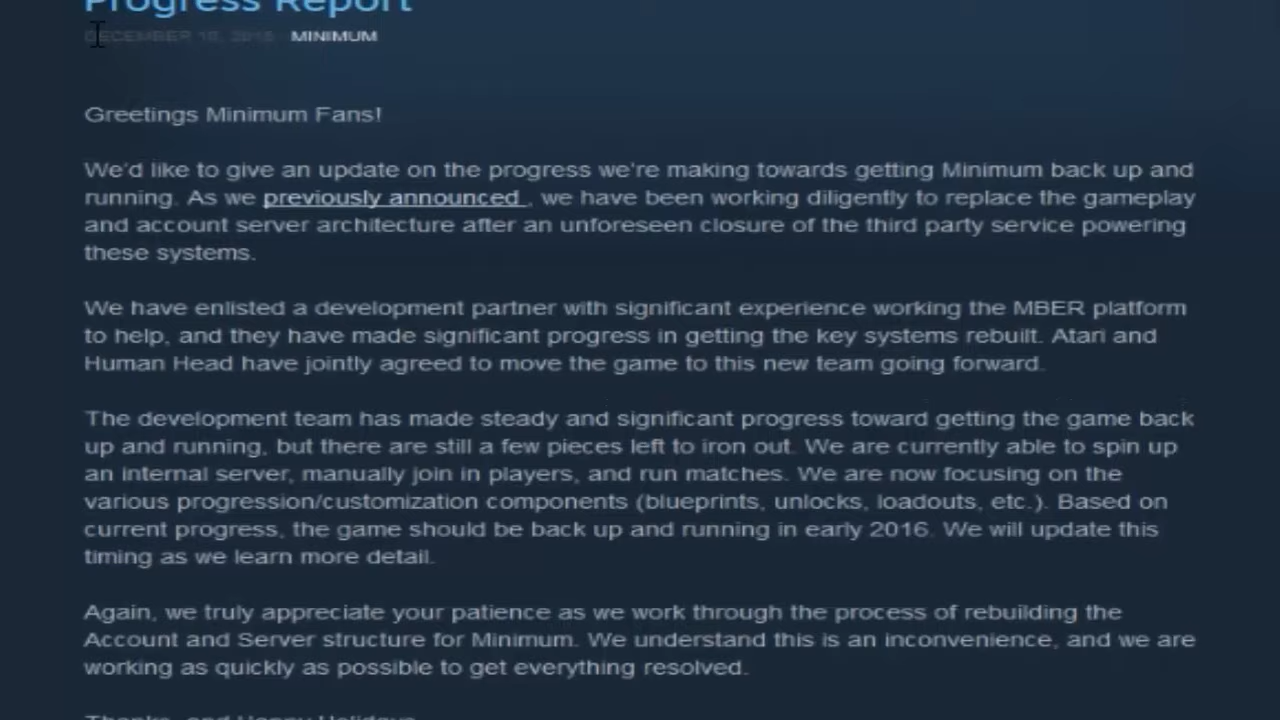 Progress Report
DECEMBER 10, 2015 MINIMUM
Greetings Minimum Fans!
We'd like to give an update on the progress we're making towards getting Minimum back up and
running. As we previously announced , we have been working diligently to replace the gameplay
and account server architecture after an unforeseen closure of the third party service powering
these systems.
We have enlisted a development partner with significant experience working the MBER platform
to help, and they have made significant progress in getting the key systems rebuilt. Atari and
Human Head have jointly agreed to move the game to this new team going forward.
The development team has made steady and significant progress toward getting the game back
up and running, but there are still a few pieces left to iron out. We are currently able to spin up
an internal server, manually join in players, and run matches. We are now focusing on the
various progression/customization components (blueprints, unlocks, loadouts, etc.). Based on
current progress, the game should be back up and running in early 2016. We will update this
timing as we learn more detail.
Again, we truly appreciate your patience as we work through the process of rebuilding the
Account and Server structure for Minimum. We understand this is an inconvenience, and we are
working as quickly as possible to get everything resolved.
Thanks, and Happy Holidays